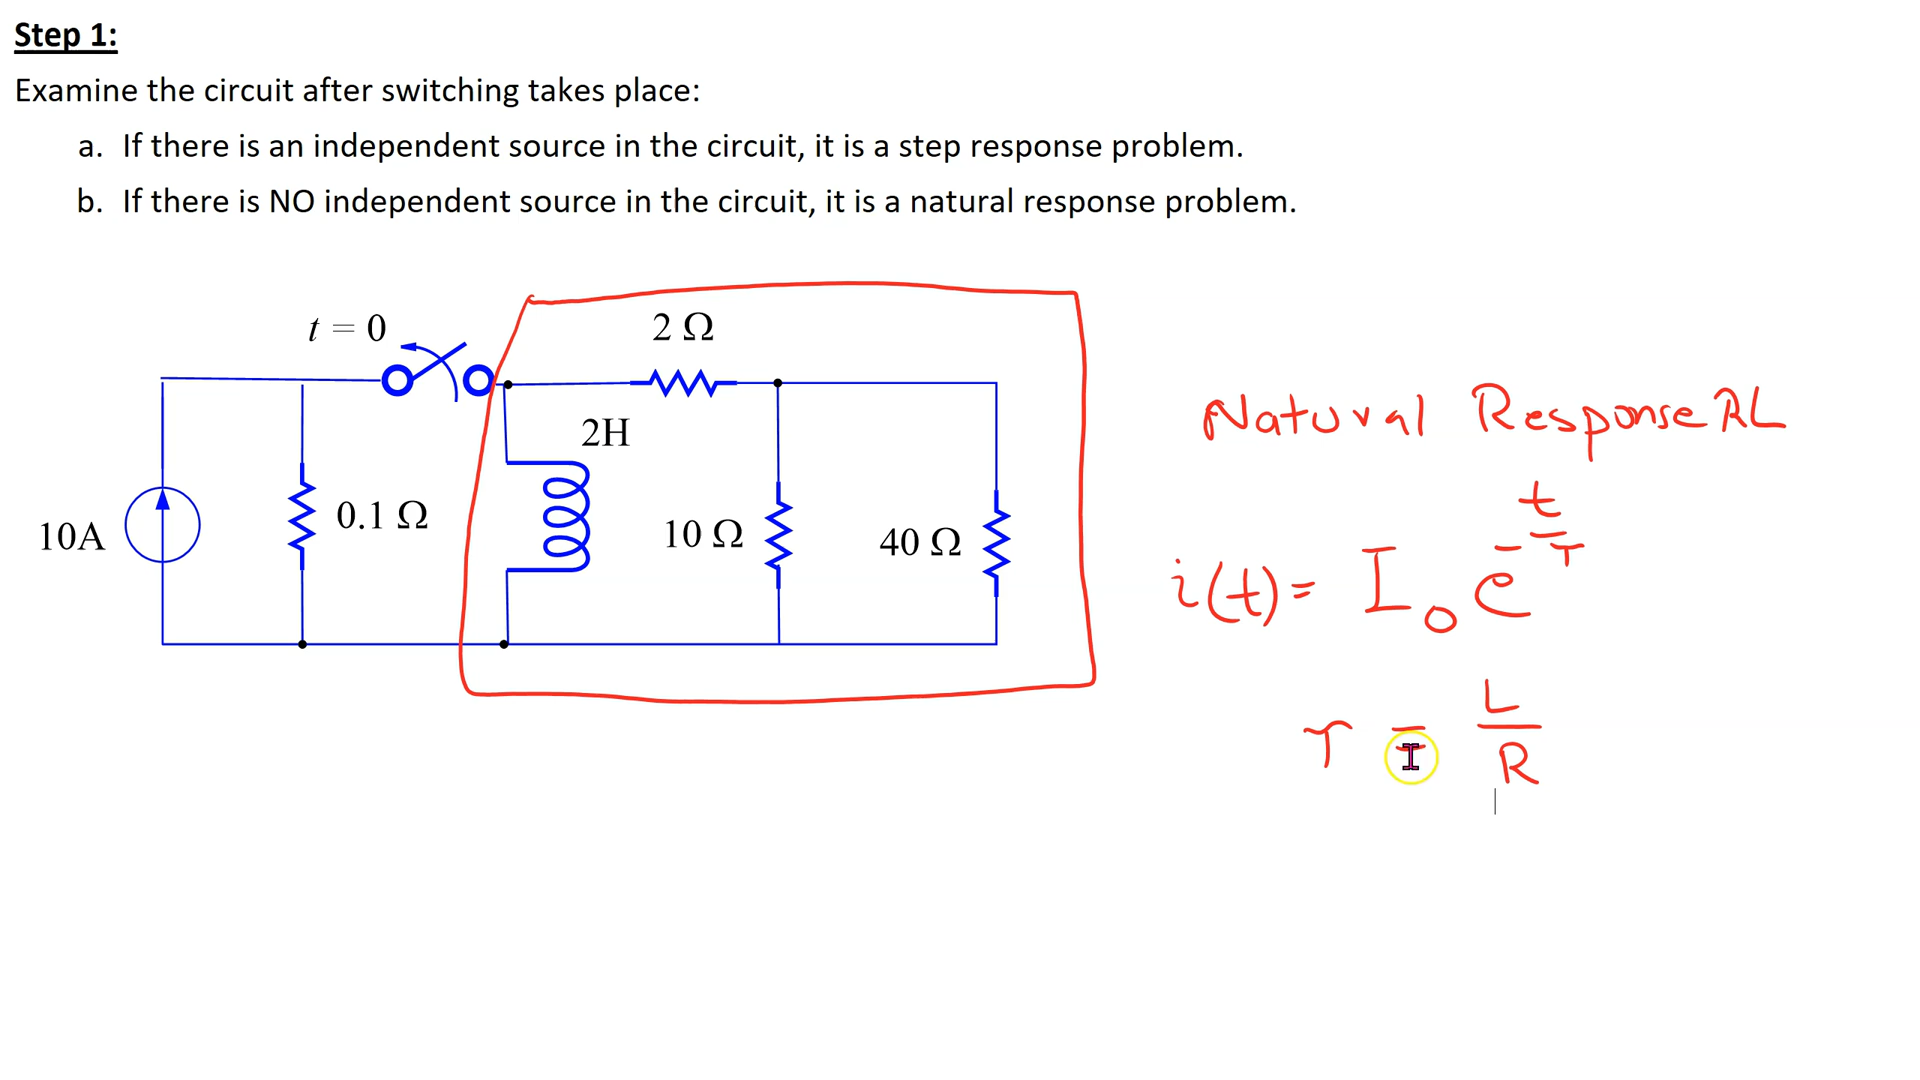 Step 1:
Examine the circuit after switching takes place:
a. If there is an independent source in the circuit, it is a step response problem.
b. If there is NO independent source in the circuit, it is a natural response problem.
t = 0
2 Ω
2H
0.1 Ω
10A
10 Ω
40 Ω
Natural Response RL
i(t) = I₀ e^(-t/τ)
τ = L/R